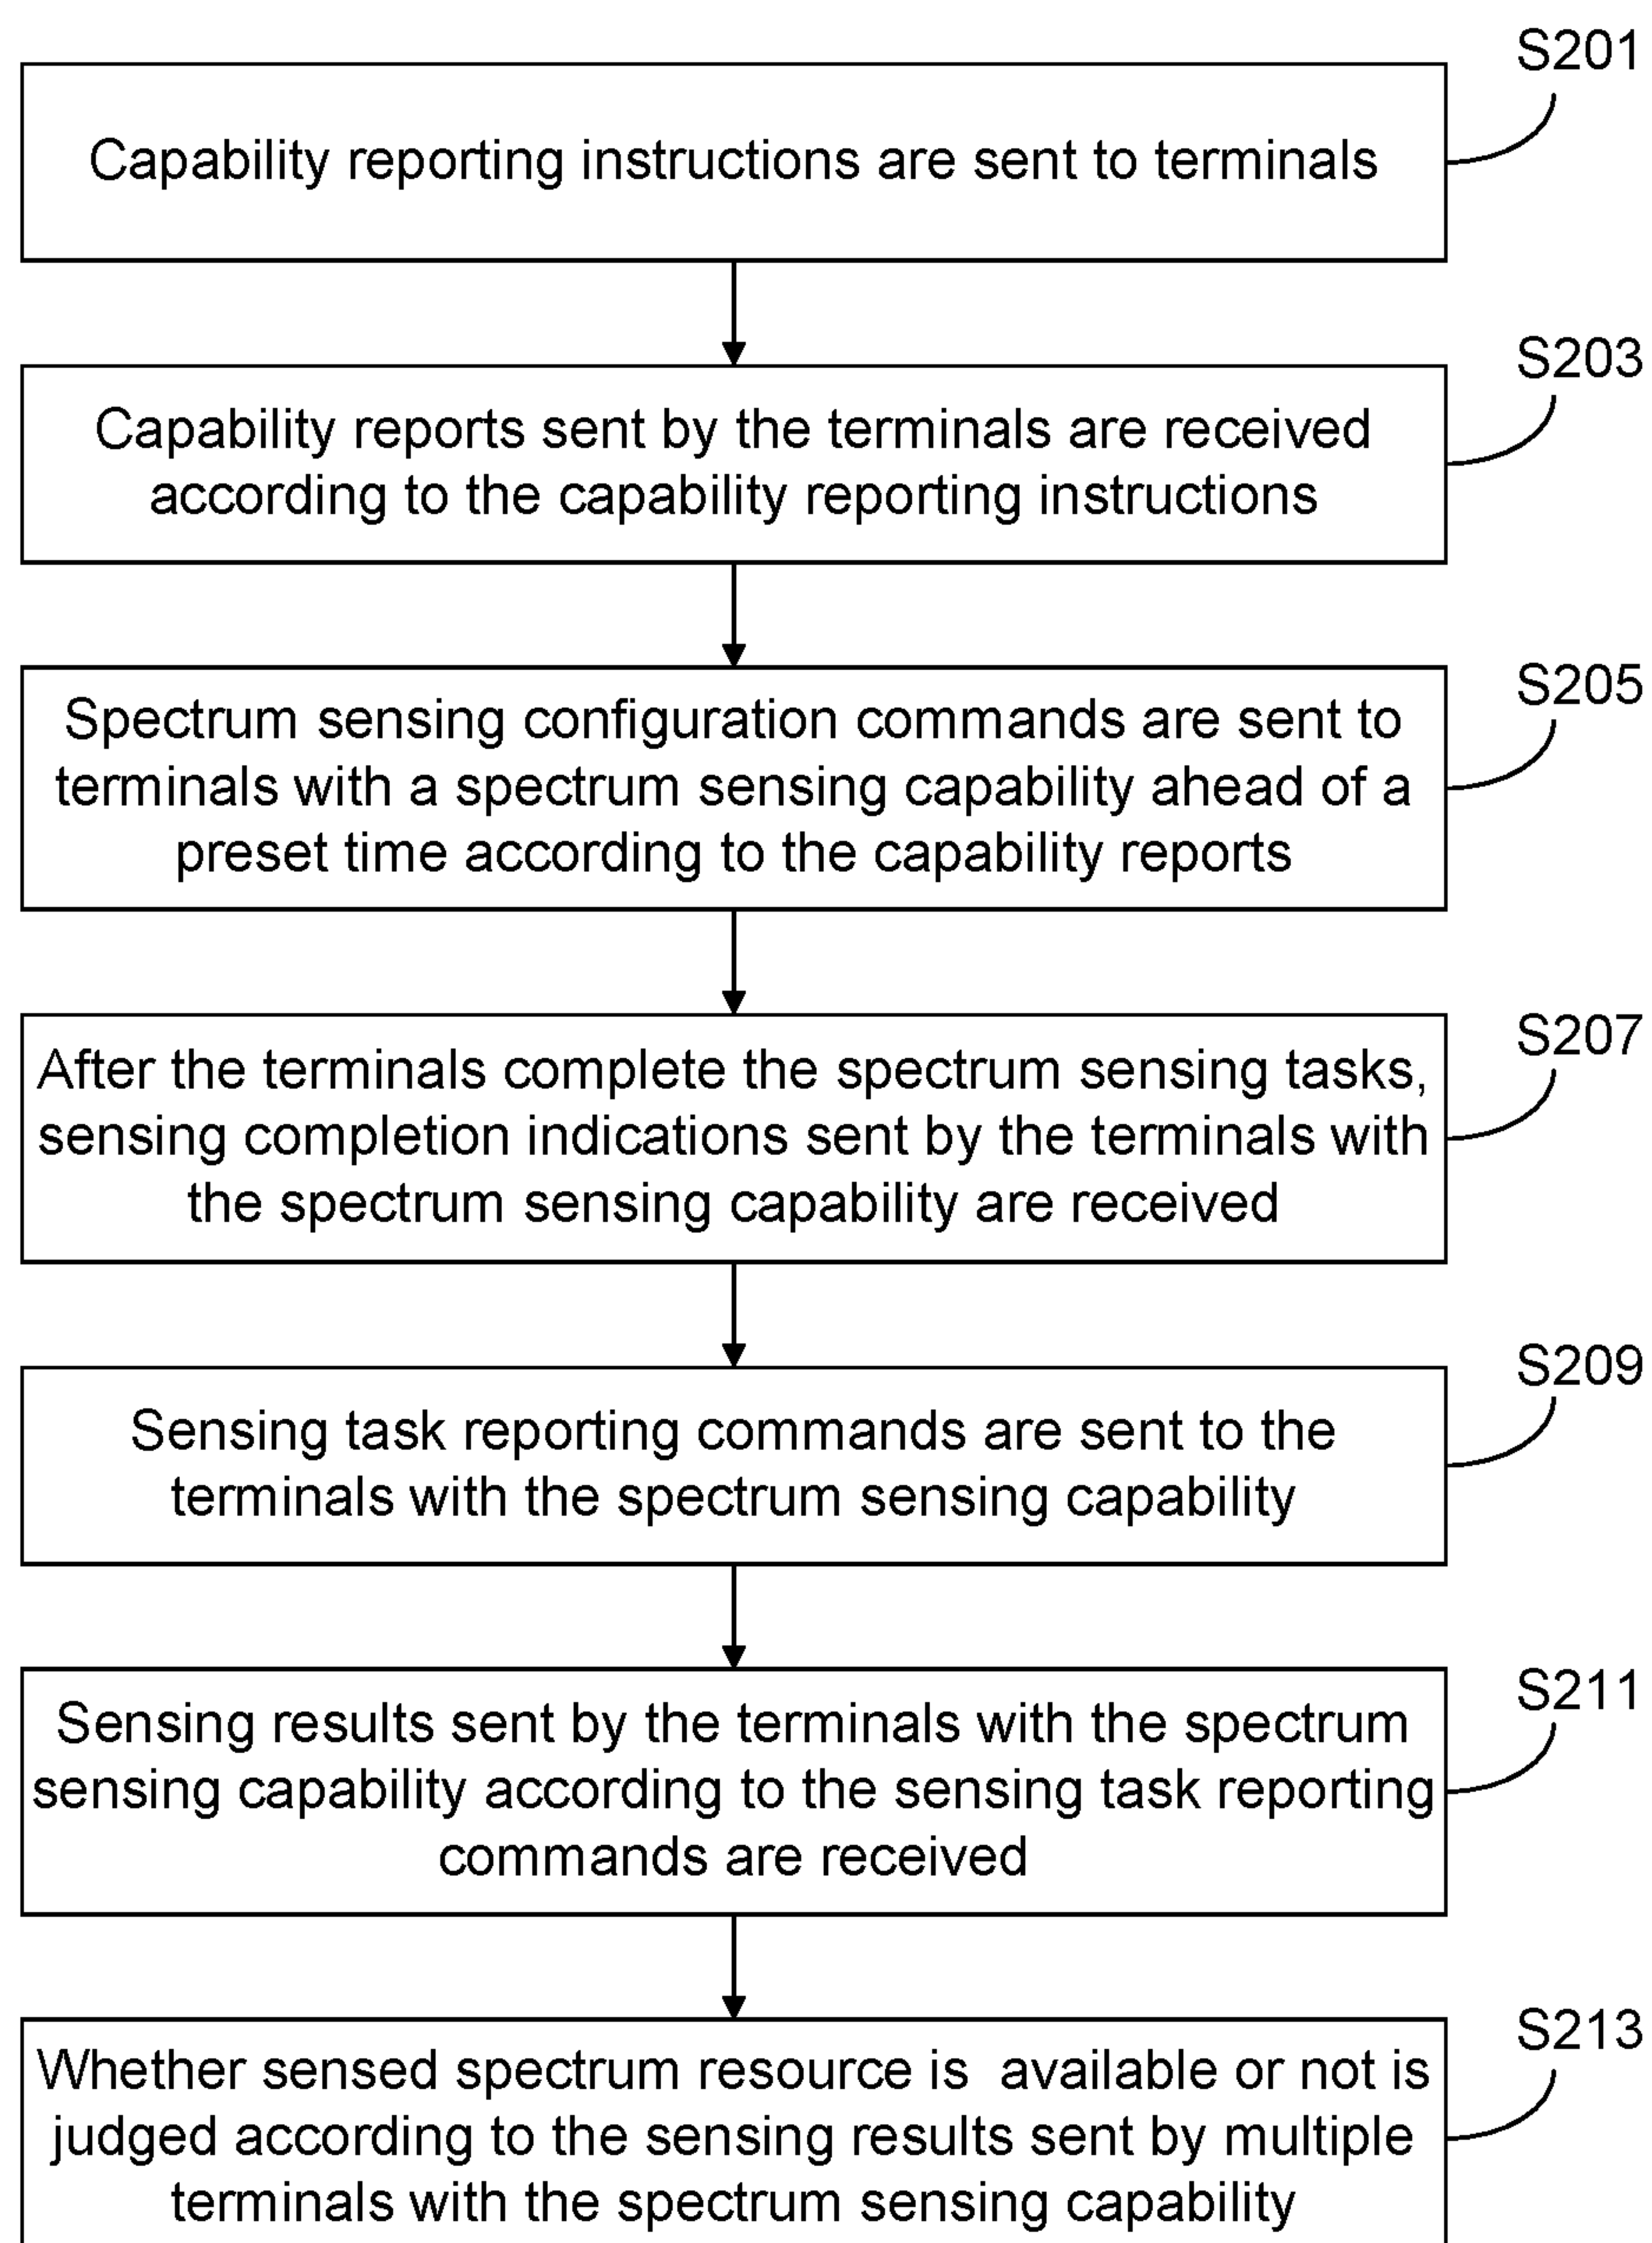 S201
Capability reporting instructions are sent to terminals
S203
Capability reports sent by the terminals are received
according to the capability reporting instructions
S205
Spectrum sensing configuration commands are sent to
terminals with a spectrum sensing capability ahead of a
preset time according to the capability reports
S207
After the terminals complete the spectrum sensing tasks,
sensing completion indications sent by the terminals with
the spectrum sensing capability are received
S209
Sensing task reporting commands are sent to the
terminals with the spectrum sensing capability
S211
Sensing results sent by the terminals with the spectrum
sensing capability according to the sensing task reporting
commands are received
S213
Whether sensed spectrum resource is  available or not is
judged according to the sensing results sent by multiple
terminals with the spectrum sensing capability